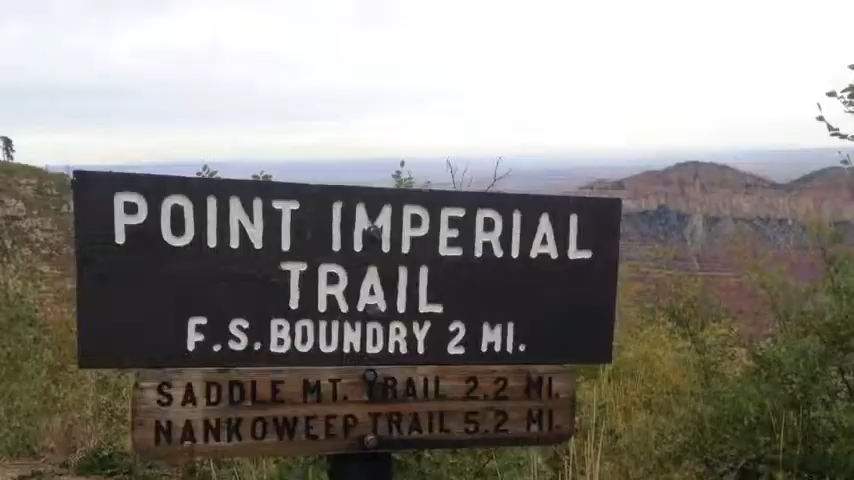 POINT IMPERIAL
TRAIL
F.S. BOUNDRY 2 MI.
SADDLE MT. TRAIL 2.2 MI.
NANKOWEEP TRAIL 5.2 MI.